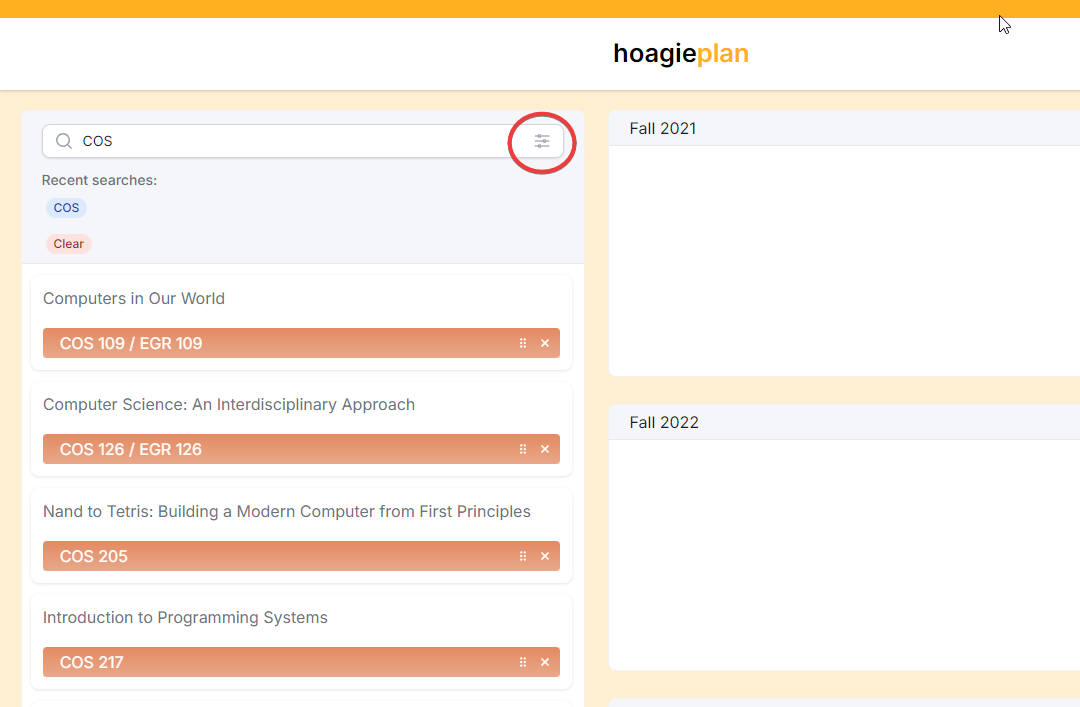 hoagieplan
COS
Recent searches:
COS
Clear
Computers in Our World
COS 109 / EGR 109
Computer Science: An Interdisciplinary Approach
COS 126 / EGR 126
Nand to Tetris: Building a Modern Computer from First Principles
COS 205
Introduction to Programming Systems
COS 217
Fall 2021
Fall 2022